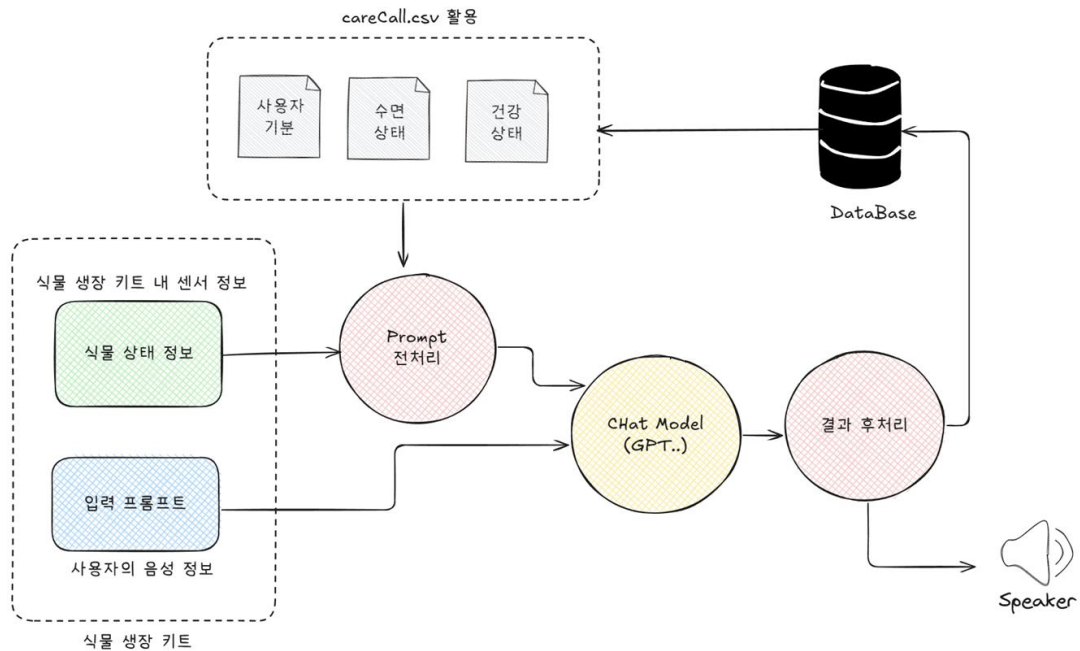 careCall.csv 활용
사용자
기분
수면
상태
건강
상태
DataBase
식물 생장 키트 내 센서 정보
식물 상태 정보
Prompt
전처리
CHat Model
(GPT..)
결과 후처리
입력 프롬프트
사용자의 음성 정보
Speaker
식물 생장 키트